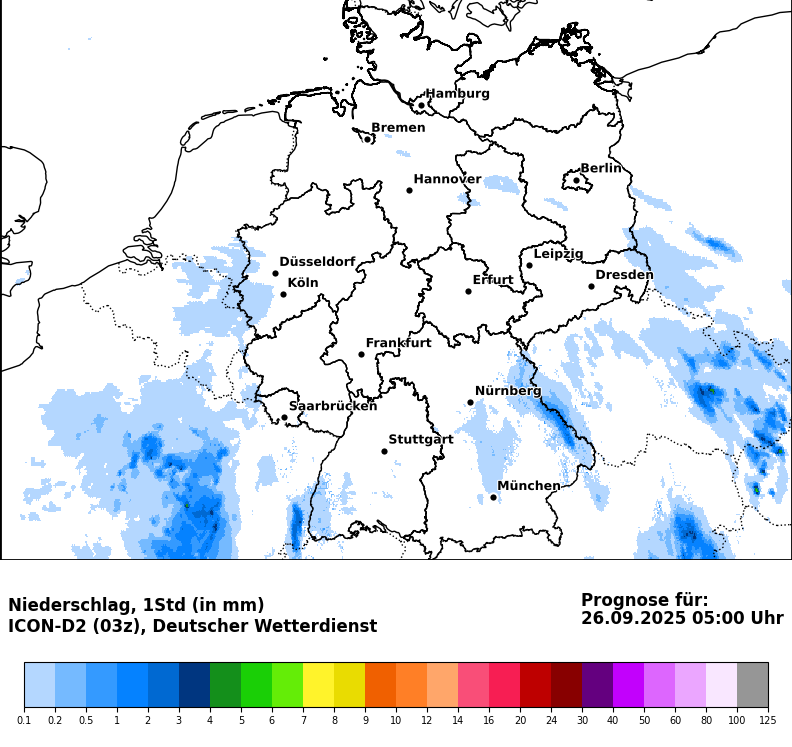 Hamburg
Bremen
Berlin
Hannover
Leipzig
Düsseldorf
Dresden
Köln
Erfurt
Frankfurt
Nürnberg
Saarbrücken
Stuttgart
München
Niederschlag, 1Std (in mm)
ICON-D2 (03z), Deutscher Wetterdienst
Prognose für:
26.09.2025 05:00 Uhr
0.1 0.2 0.5 1 2 3 4 5 6 7 8 9 10 12 14 16 20 24 30 40 50 60 80 100 125